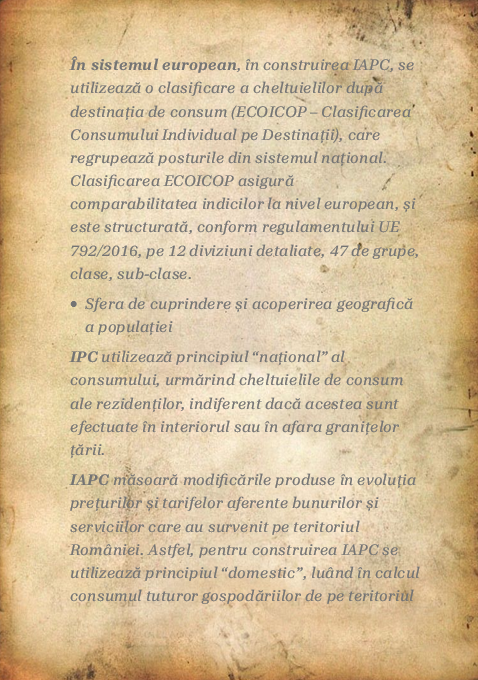 În sistemul european, în construirea IAPC, se
utilizează o clasificare a cheltuielilor după
destinația de consum (ECOICOP – Clasificarea
Consumului Individual pe Destinații), care
regrupează posturile din sistemul național.
Clasificarea ECOICOP asigură
comparabilitatea indicilor la nivel european, și
este structurată, conform regulamentului UE
792/2016, pe 12 diviziuni detaliate, 47 de grupe,
clase, sub-clase.
• Sfera de cuprindere și acoperirea geografică
a populației
IPC utilizează principiul “național” al
consumului, urmărind cheltuielile de consum
ale rezidenților, indiferent dacă acestea sunt
efectuate în interiorul sau în afara granițelor
țării.
IAPC măsoară modificările produse în evoluția
prețurilor și tarifelor aferente bunurilor și
serviciilor care au survenit pe teritoriul
României. Astfel, pentru construirea IAPC se
utilizează principiul “domestic”, luând în calcul
consumul tuturor gospodăriilor de pe teritoriul